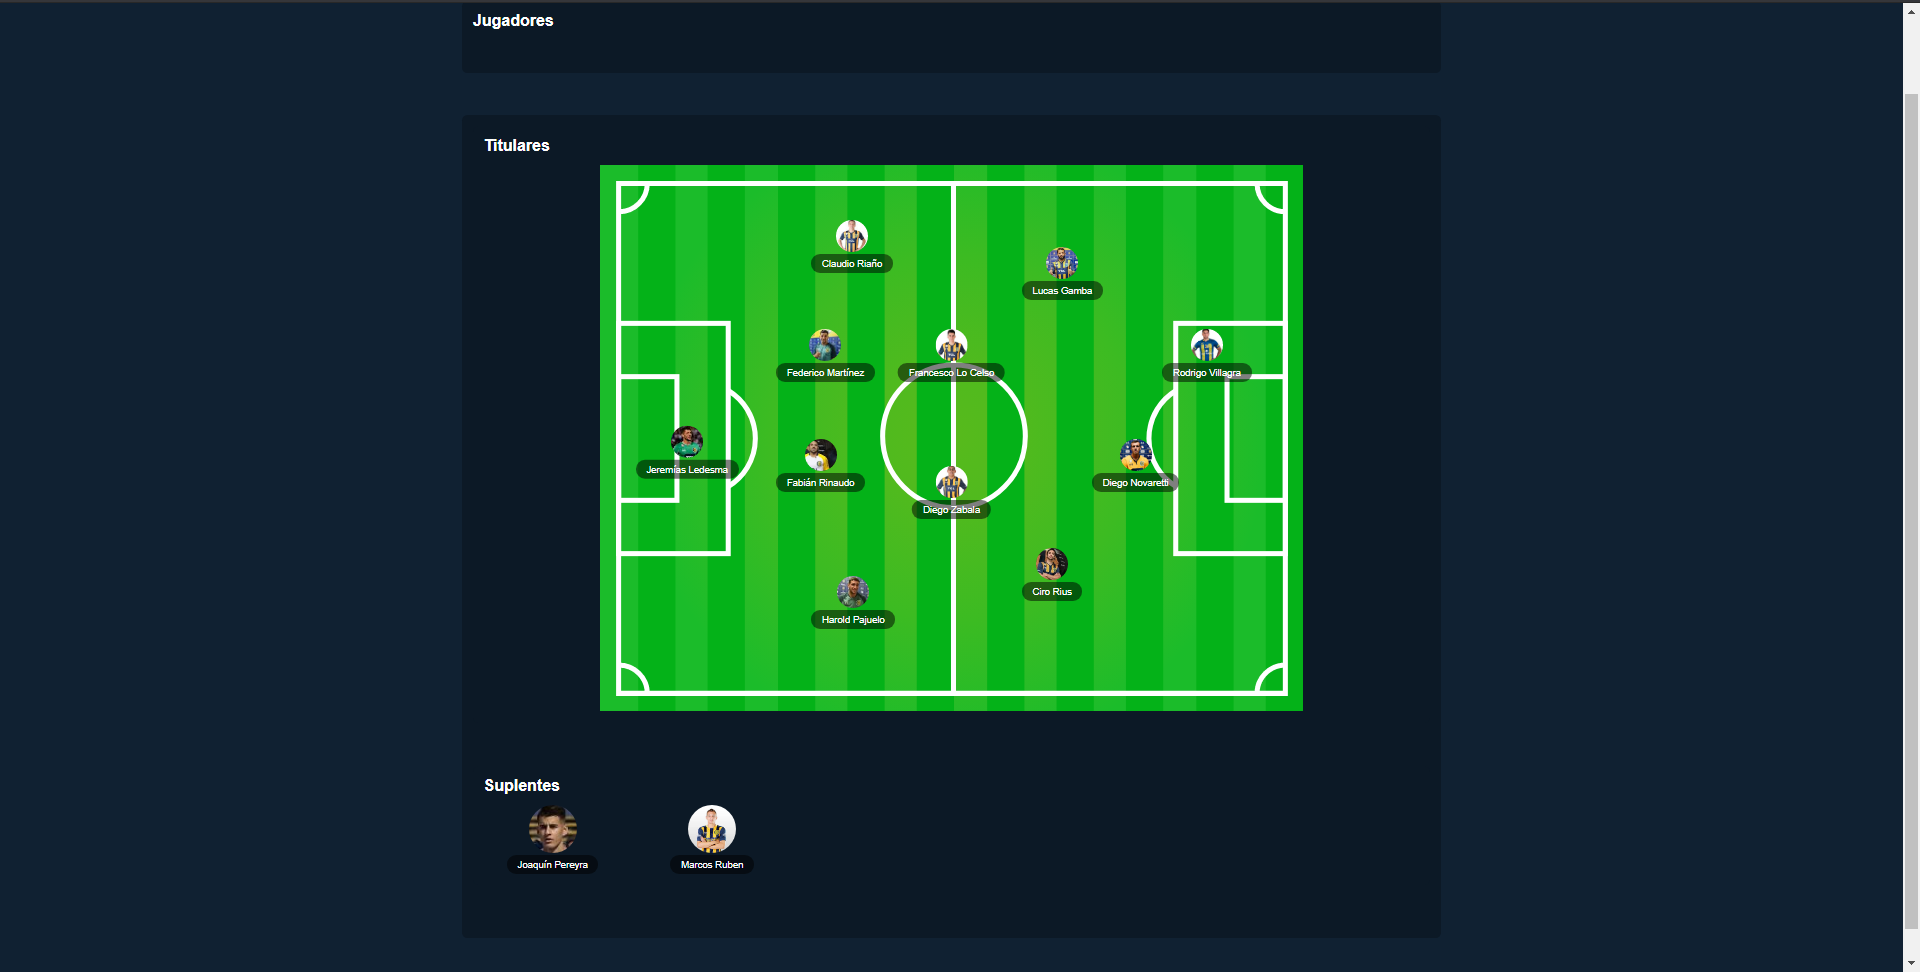 Jugadores
Titulares
Claudio Riaño
Lucas Gamba
Federico Martínez
Francesco Lo Celso
Rodrigo Villagra
Jeremías Ledesma
Fabián Rinaudo
Diego Novaretti
Diego Zabala
Ciro Rius
Harold Pajuelo
Suplentes
Joaquín Pereyra
Marcos Ruben